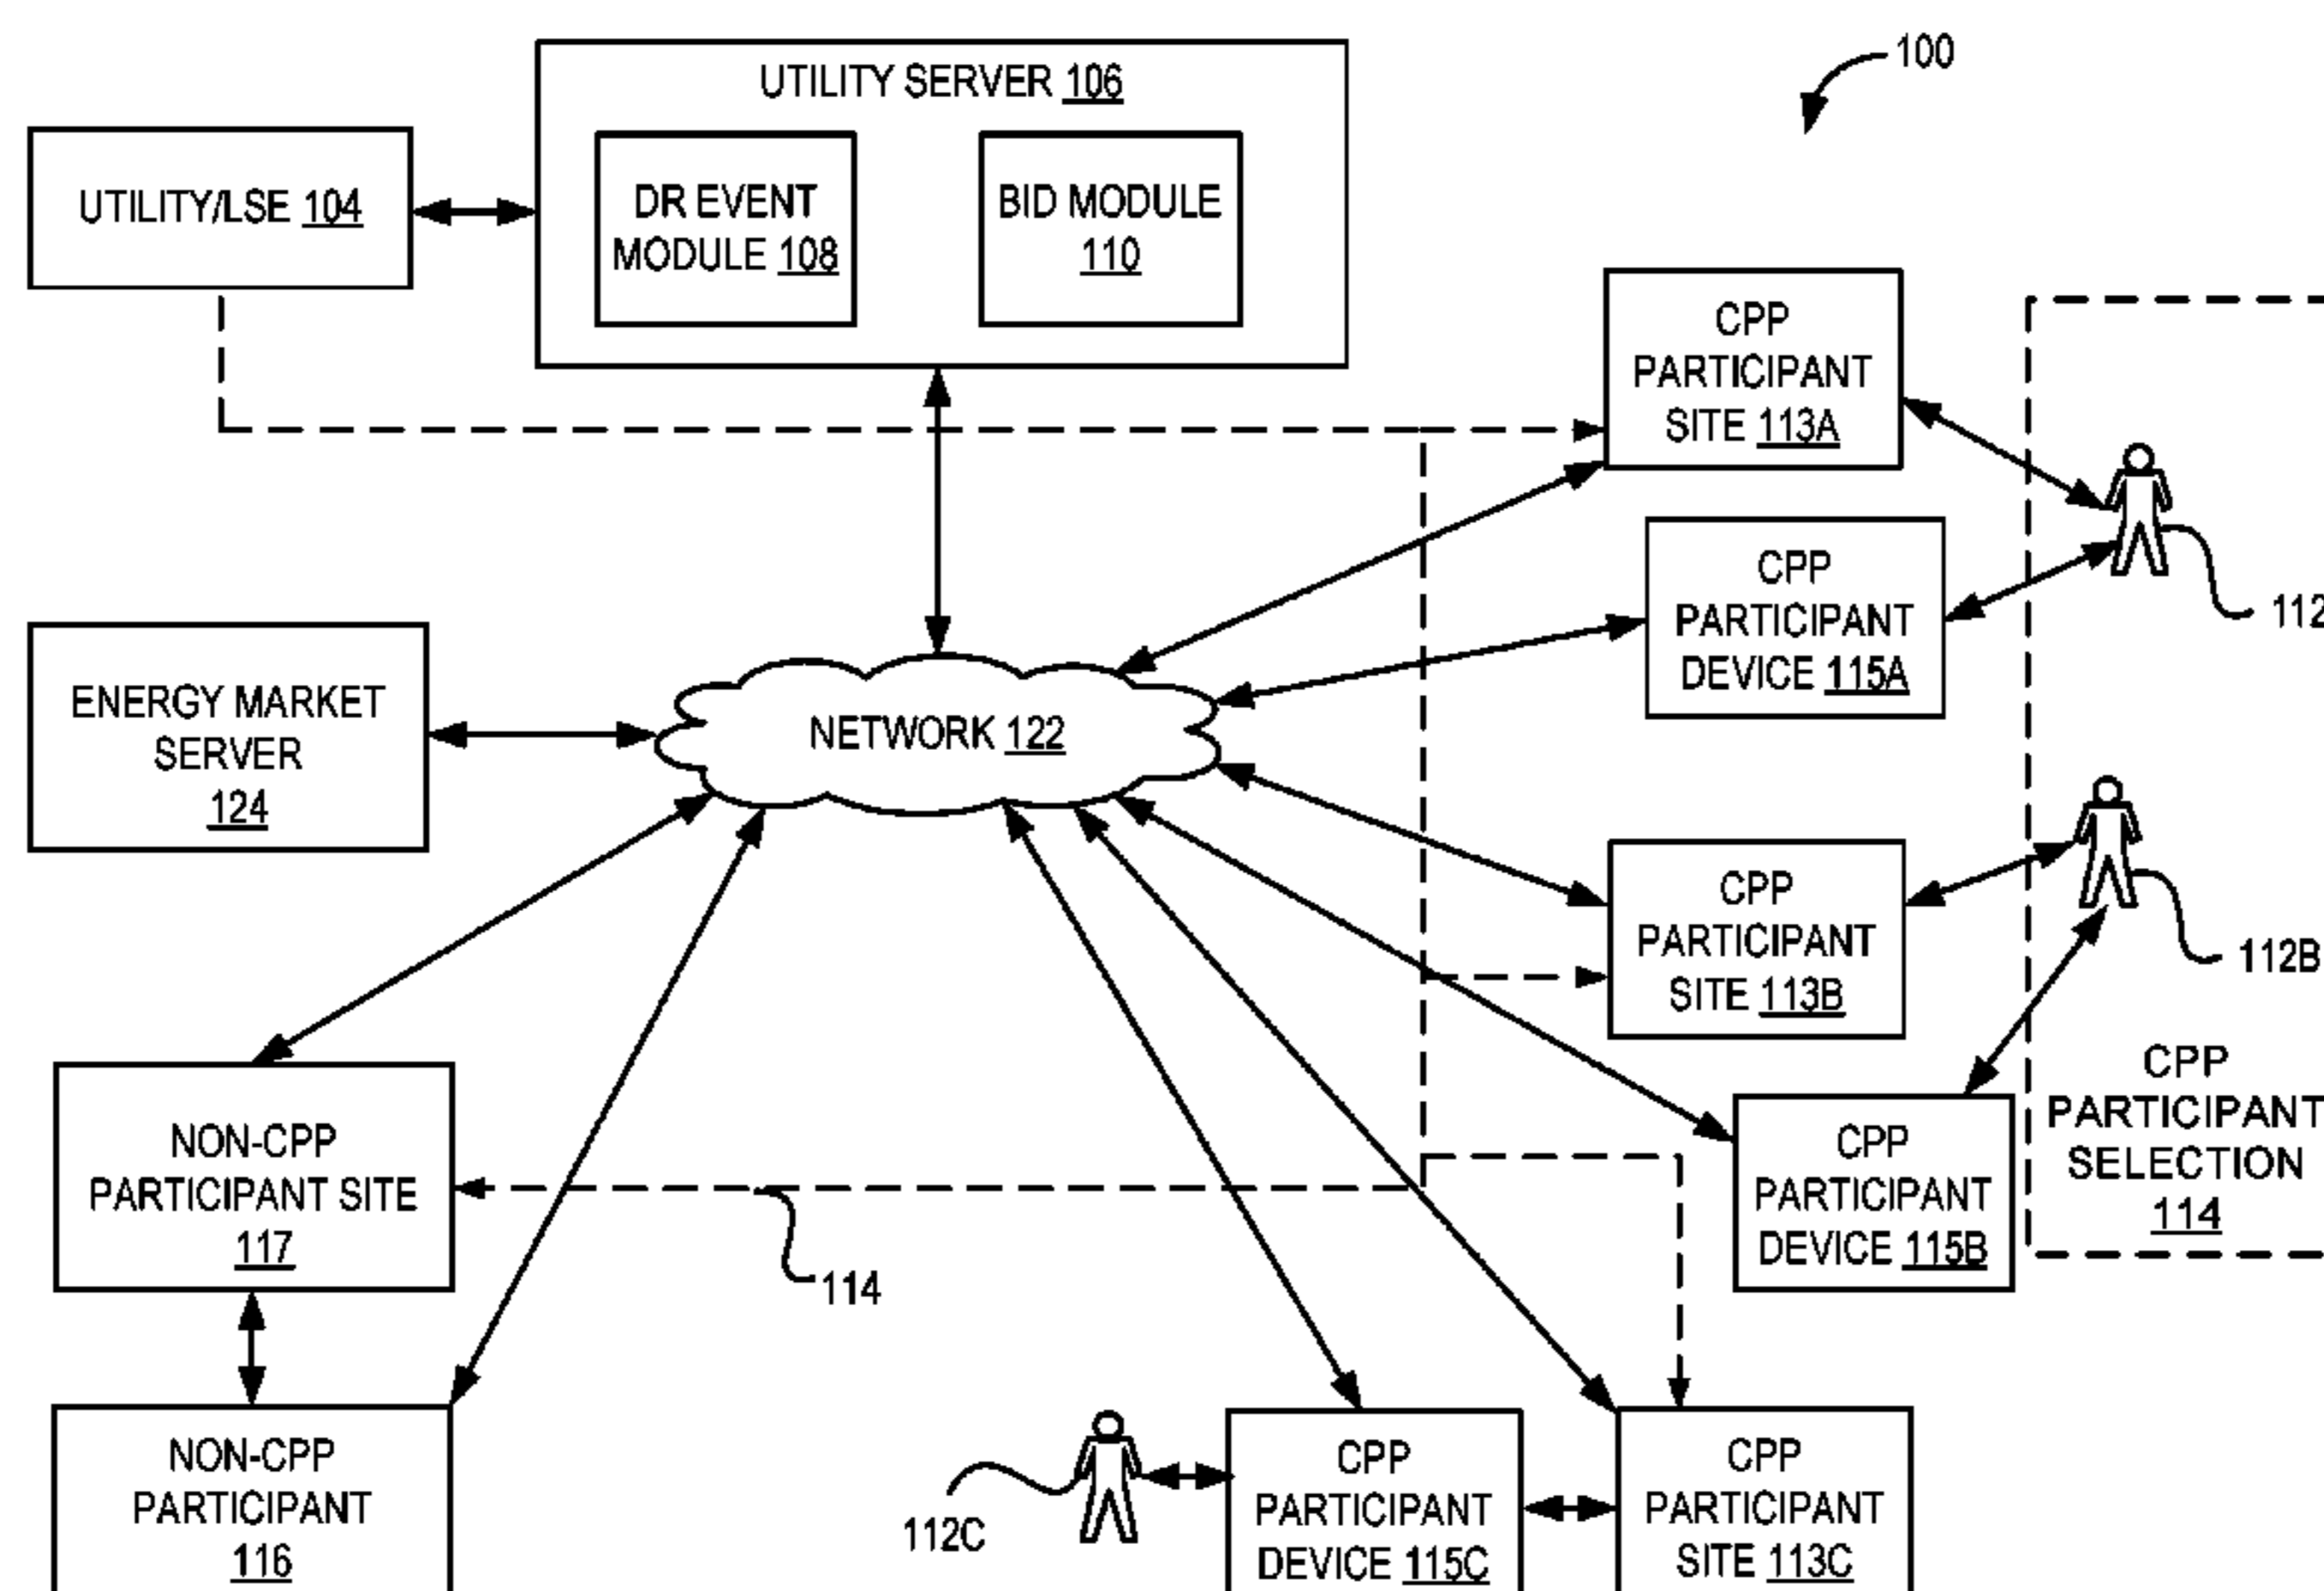 100
UTILITY SERVER 106
UTILITY/LSE 104
DR EVENT
MODULE 108
BID MODULE
110
CPP
PARTICIPANT
SITE 113A
CPP
PARTICIPANT
DEVICE 115A
112
ENERGY MARKET
SERVER
124
NETWORK 122
CPP
PARTICIPANT
SITE 113B
112B
CPP
PARTICIPANT
SELECTION
114
NON-CPP
PARTICIPANT SITE
117
CPP
PARTICIPANT
DEVICE 115B
114
NON-CPP
PARTICIPANT
116
112C
CPP
PARTICIPANT
DEVICE 115C
CPP
PARTICIPANT
SITE 113C